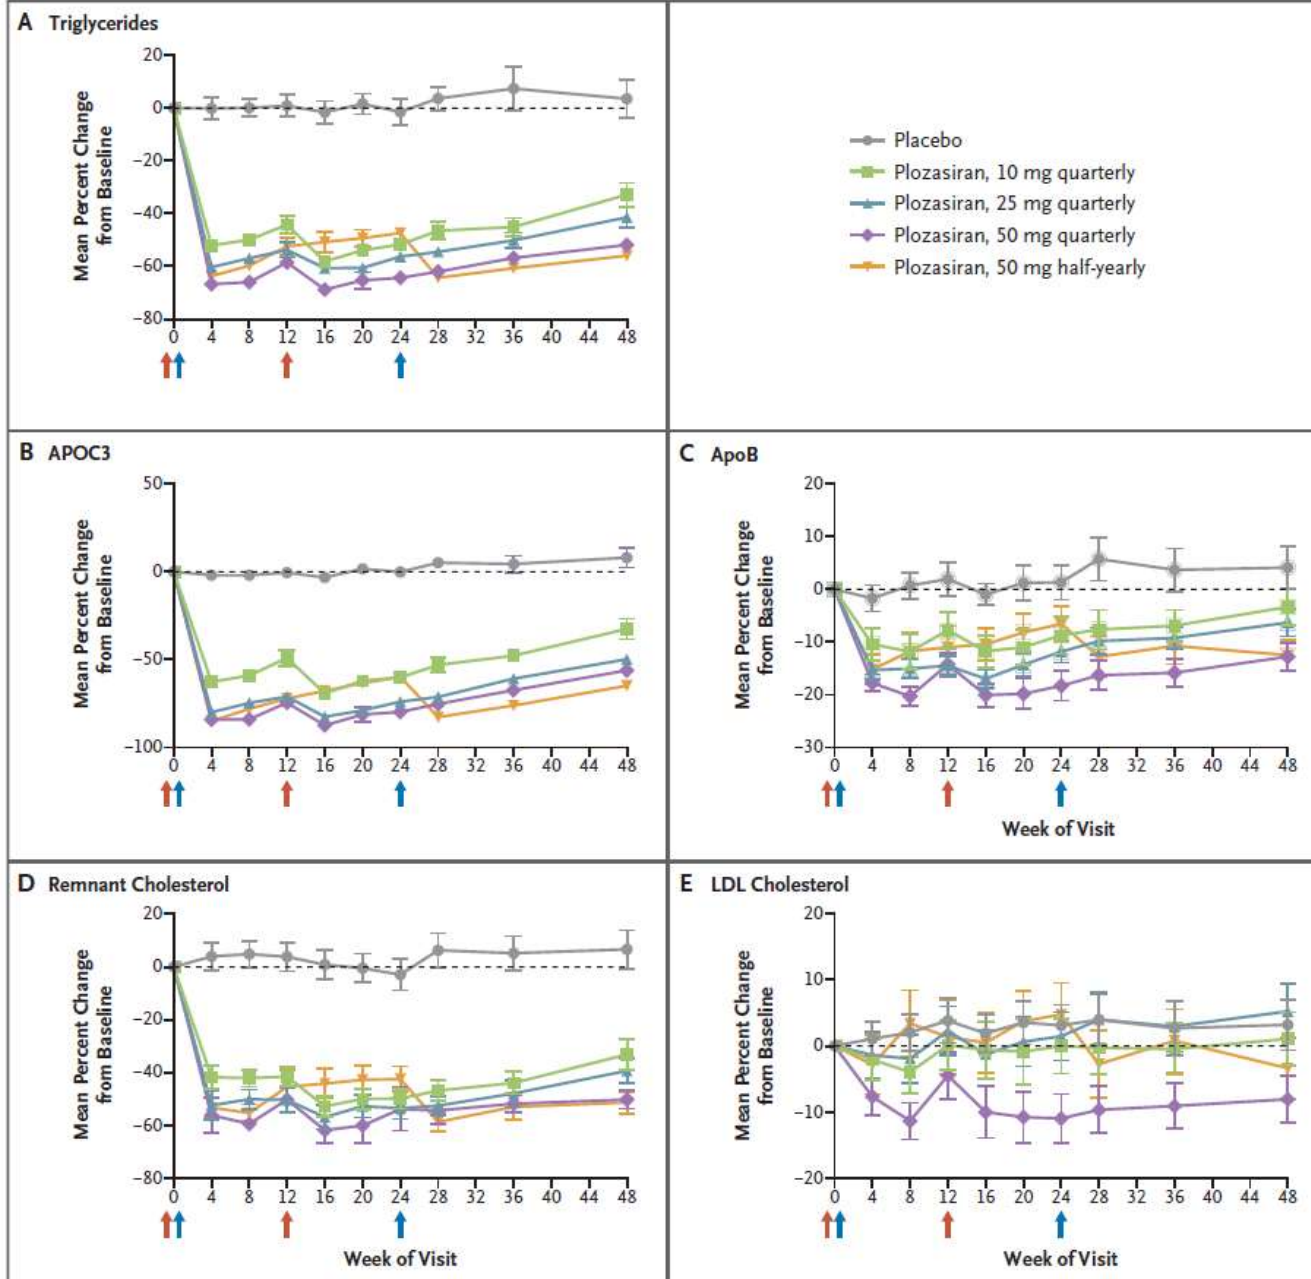 A Triglycerides
Mean Percent Change
from Baseline
20
0
−20
−40
−60
−80
0 4 8 12 16 20 24 28 32 36 40 44 48
Placebo
Plozasiran, 10 mg quarterly
Plozasiran, 25 mg quarterly
Plozasiran, 50 mg quarterly
Plozasiran, 50 mg half-yearly
B APOC3
Mean Percent Change
from Baseline
50
0
−50
−100
0 4 8 12 16 20 24 28 32 36 40 44 48
C ApoB
Mean Percent Change
from Baseline
20
10
0
−10
−20
−30
0 4 8 12 16 20 24 28 32 36 40 44 48
Week of Visit
D Remnant Cholesterol
Mean Percent Change
from Baseline
20
0
−20
−40
−60
−80
0 4 8 12 16 20 24 28 32 36 40 44 48
Week of Visit
E LDL Cholesterol
Mean Percent Change
from Baseline
20
10
0
−10
−20
0 4 8 12 16 20 24 28 32 36 40 44 48
Week of Visit